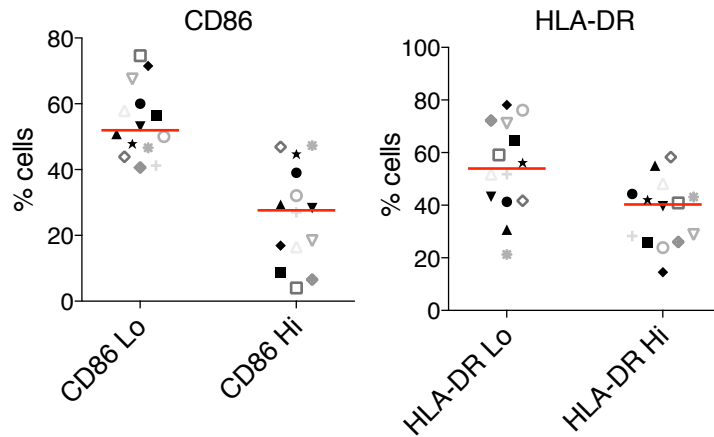 CD86
% cells
80
60
40
20
0
CD86 Lo
CD86 Hi
HLA-DR
% cells
100
80
60
40
20
0
HLA-DR Lo
HLA-DR Hi